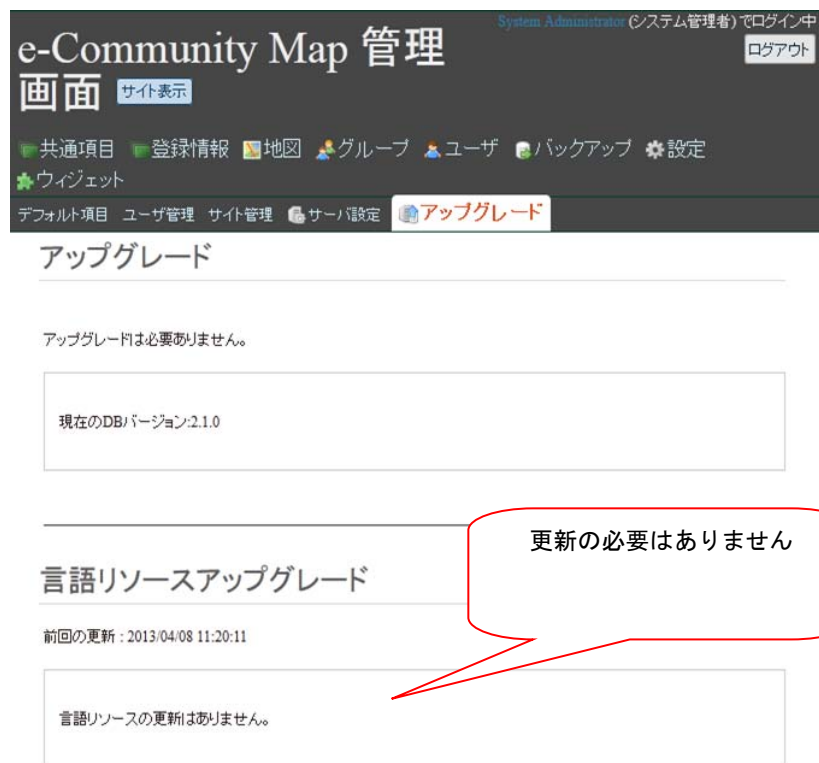 System Administrator (システム管理者) でログイン中
e-Community Map 管理
画面 サイト表示
ログアウト
共通項目 登録情報 地図 グループ ユーザ バックアップ 設定
ウィジェット
デフォルト項目 ユーザ管理 サイト管理 サーバ設定 アップグレード
アップグレード
アップグレードは必要ありません。
現在のDBバージョン:2.1.0
更新の必要はありません
言語リソースアップグレード
前回の更新 : 2013/04/08 11:20:11
言語リソースの更新はありません。